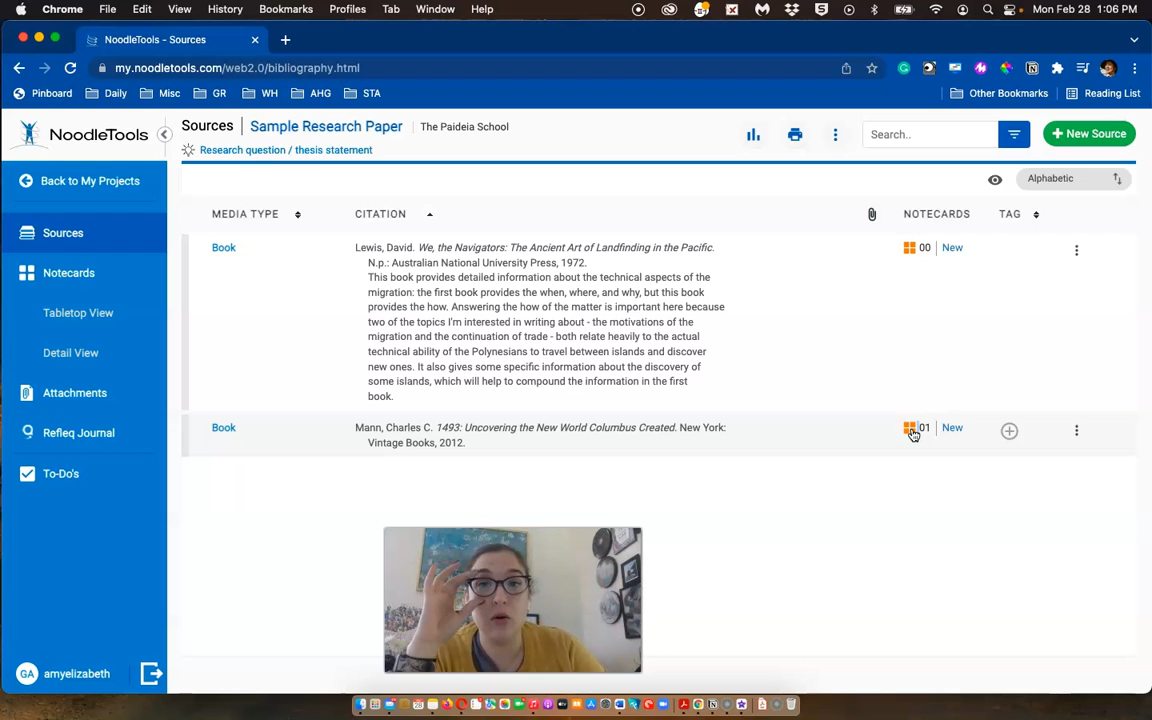 Chrome File Edit View History Bookmarks Profiles Tab Window Help Mon Feb 28 1:06 PM
NoodleTools - Sources
my.noodletools.com/web2.0/bibliography.html
Pinboard Daily Misc GR WH AHG STA Other Bookmarks Reading List
NoodleTools
Sources Sample Research Paper The Paideia School
Search.. + New Source
Research question / thesis statement
Back to My Projects
Alphabetic
Sources
Notecards
Tabletop View
Detail View
Attachments
Refleq Journal
To-Do's
GA amyelizabeth
MEDIA TYPE CITATION NOTECARDS TAG
Book Lewis, David. We, the Navigators: The Ancient Art of Landfinding in the Pacific. 00 New
N.p.: Australian National University Press, 1972.
This book provides detailed information about the technical aspects of the
migration: the first book provides the when, where, and why, but this book
provides the how. Answering the how of the matter is important here because
two of the topics I'm interested in writing about - the motivations of the
migration and the continuation of trade - both relate heavily to the actual
technical ability of the Polynesians to travel between islands and discover
new ones. It also gives some specific information about the discovery of
some islands, which will help to compound the information in the first
book.
Book Mann, Charles C. 1493: Uncovering the New World Columbus Created. New York: 01 New
Vintage Books, 2012.